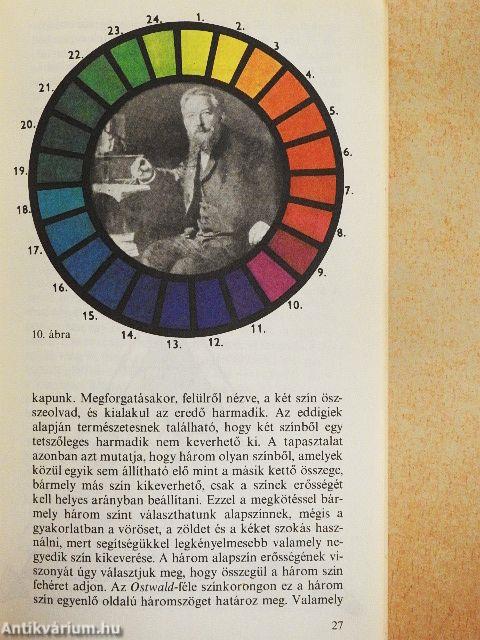 24. 1.
23. 2.
22. 3
21. 4.
20. 5.
19. 6.
18. 7.
17. 8.
16. 9.
15. 10.
14. 11.
13. 12.
10. ábra
kapunk. Megforgatásakor, felülről nézve, a két szín ösz-
szeolvad, és kialakul az eredő harmadik. Az eddigiek
alapján természetesnek található, hogy két színből egy
tetszőleges harmadik nem keverhető ki. A tapasztalat
azonban azt mutatja, hogy három olyan színből, amelyek
közül egyik sem állítható elő mint a másik kettő összege,
bármely más szín kikeverhető, csak a színek erősségét
kell helyes arányban beállítani. Ezzel a megkötéssel bár-
mely három színt választhatunk alapszínnek, mégis a
gyakorlatban a vöröset, a zöldet és a kéket szokás hasz-
nálni, mert segítségükkel legkényelmesebb valamely ne-
gyedik szín kikeverése. A három alapszín erősségének vi-
szonyát úgy választjuk meg, hogy összegül a három szín
fehéret adjon. Az Ostwald-féle színkorongon ez a három
szín egyenlő oldalú háromszöget határoz meg. Valamely
27
Antikvárium.hu